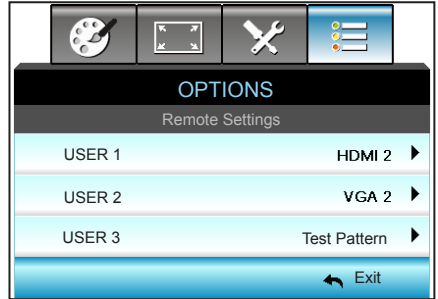 OPTIONS
Remote Settings
USER 1 HDMI 2
USER 2 VGA 2
USER 3 Test Pattern
Exit